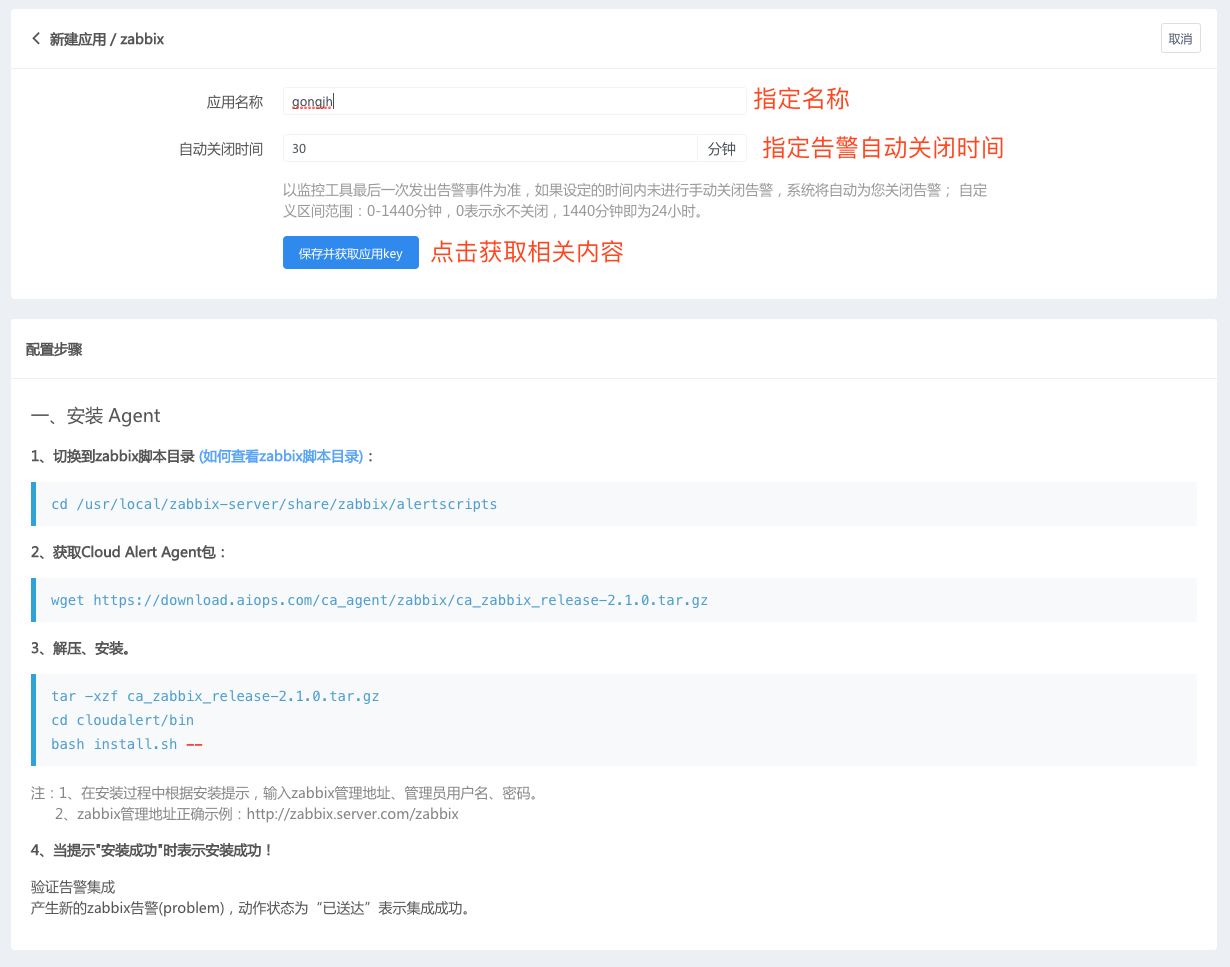 新建应用 / zabbix
取消
应用名称 gongjh 指定名称
自动关闭时间 30 分钟 指定告警自动关闭时间
以监控工具最后一次发出告警事件为准，如果设定的时间内未进行手动关闭告警，系统将自动为您关闭告警； 自定
义区间范围：0-1440分钟，0表示永不关闭，1440分钟即为24小时。
保存并获取应用key 点击获取相关内容
配置步骤
一、安装 Agent
1、切换到zabbix脚本目录 (如何查看zabbix脚本目录)：
cd /usr/local/zabbix-server/share/zabbix/alertscripts
2、获取Cloud Alert Agent包：
wget https://download.aiops.com/ca_agent/zabbix/ca_zabbix_release-2.1.0.tar.gz
3、解压、安装。
tar -xzf ca_zabbix_release-2.1.0.tar.gz
cd cloudalert/bin
bash install.sh --
注：1、在安装过程中根据安装提示，输入zabbix管理地址、管理员用户名、密码。
2、zabbix管理地址正确示例：http://zabbix.server.com/zabbix
4、当提示"安装成功"时表示安装成功！
验证告警集成
产生新的zabbix告警(problem)，动作状态为“已送达”表示集成成功。